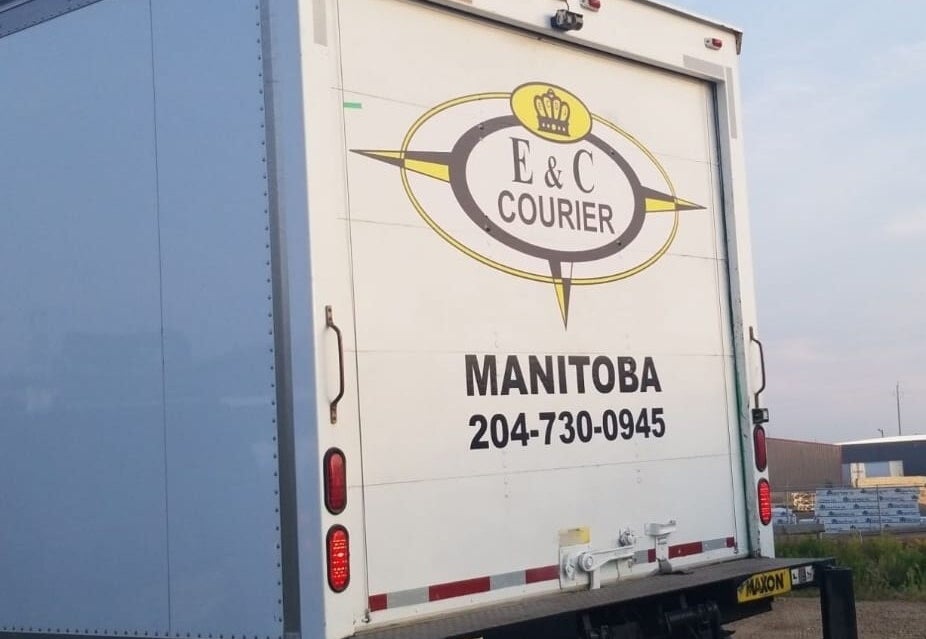 E & C
COURIER
MANITOBA
204-730-0945
MAXON